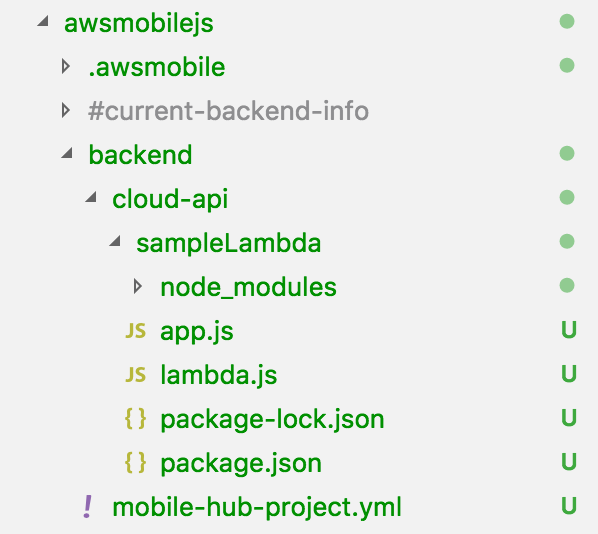 awsmobilejs
.awsmobile
#current-backend-info
backend
cloud-api
sampleLambda
node_modules
JS app.js U
JS lambda.js U
{} package-lock.json U
{} package.json U
! mobile-hub-project.yml U